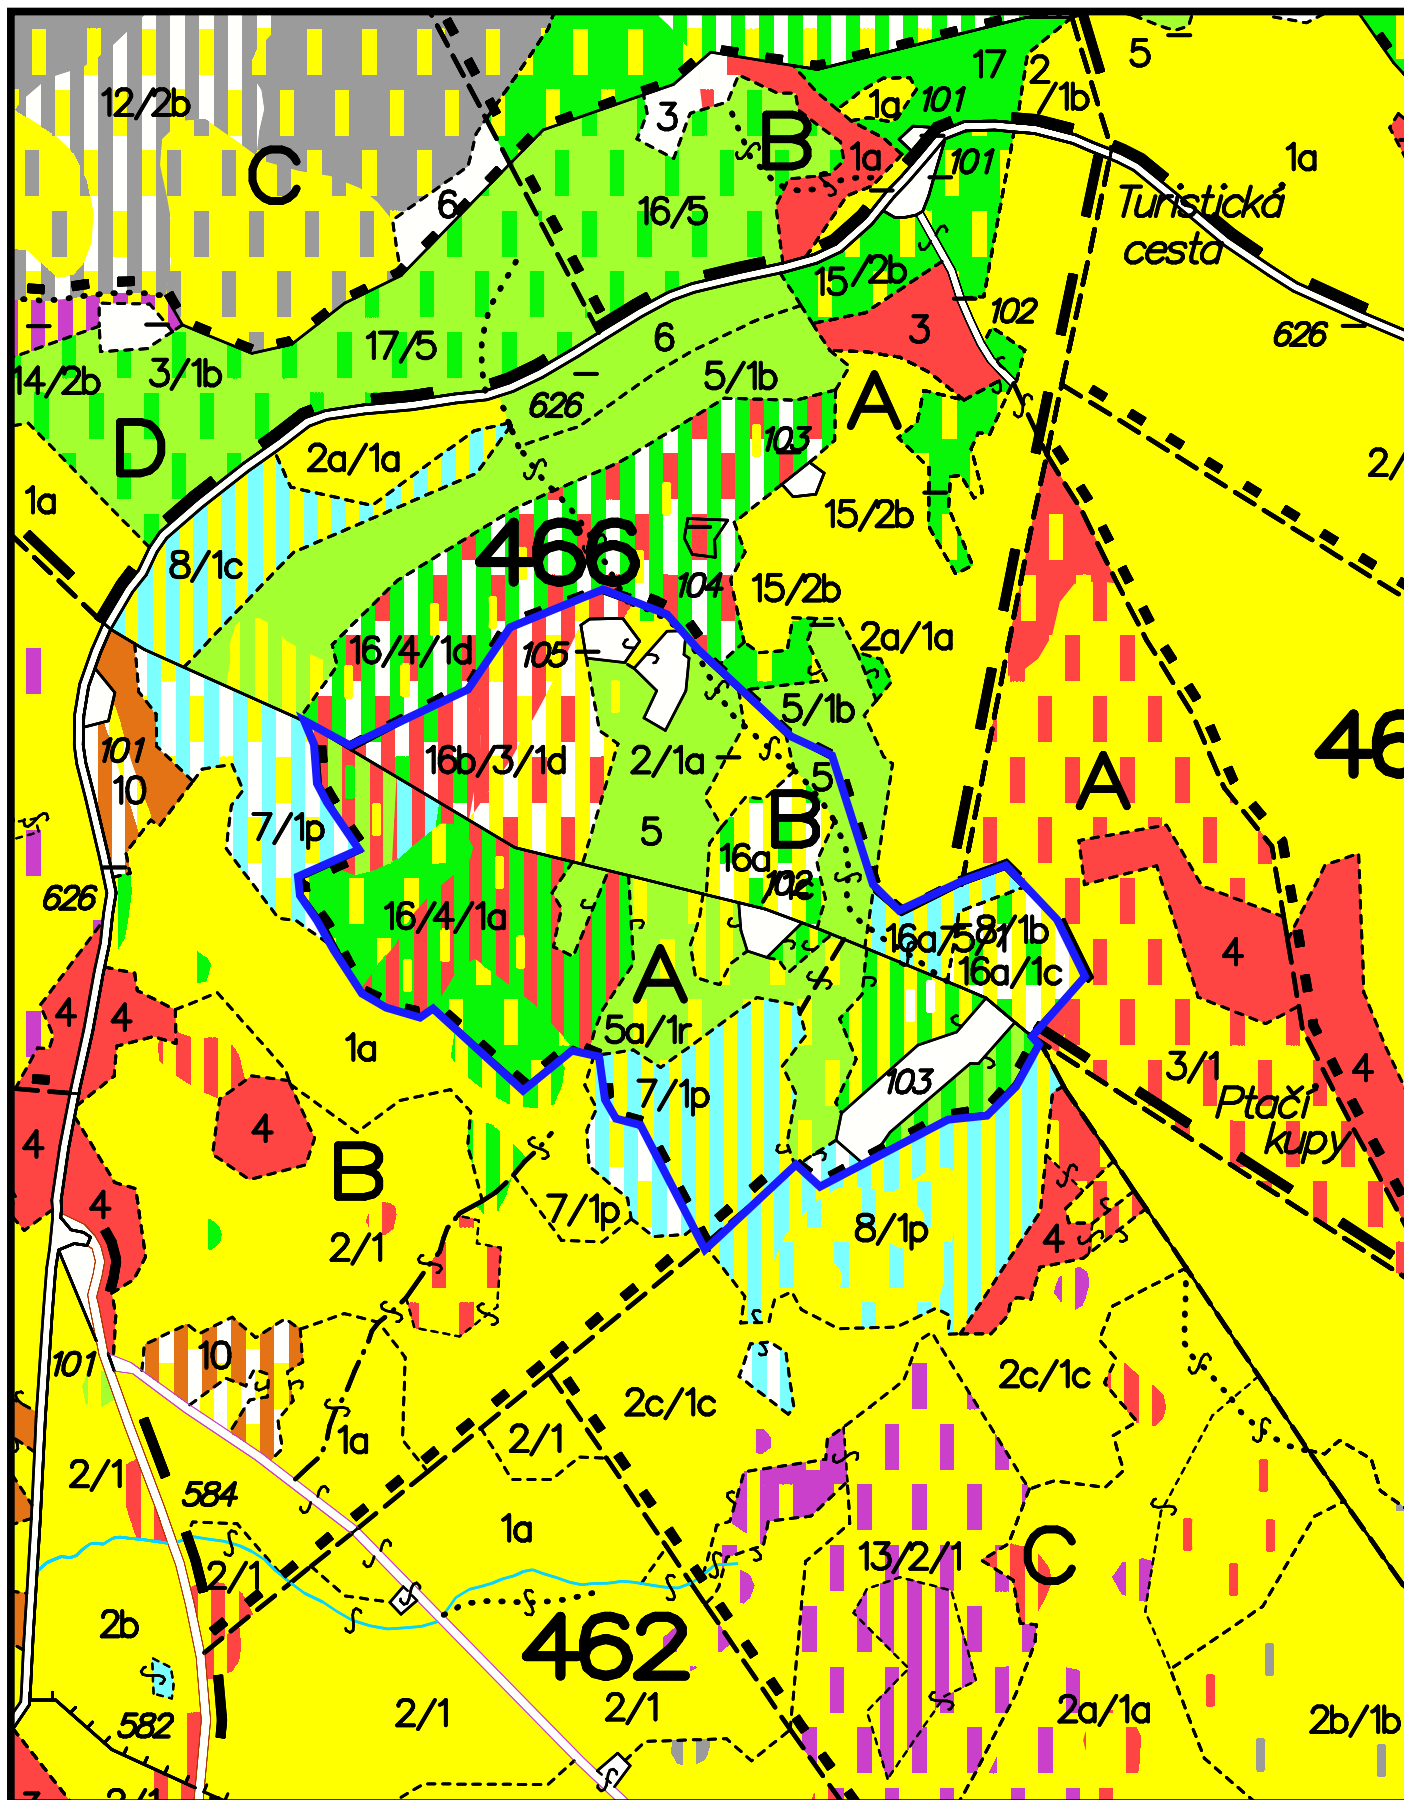 5
17
2
/1b
12/2b
1a
101
3
B
1a
101
1a
C
6
16/5
Turistická
cesta
15/2b
102
3
626
6
17/5
3/1b
14/2b
5/1b
626
A
103
D
2a/1a
2/
1a
15/2b
466
8/1c
104
15/2b
2a/1a
16/4/1d
105
5/1b
46
101
16b/3/1d
2/1a
5
A
10
7/1p
5
B
16a
102
626
16/4/1a
16a/5/1
8/1b
4
16a/1c
A
4
4
5a/1r
1a
3/1
4
103
7/1p
Ptačí
kupy
4
4
B
4
7/1p
8/1p
4
2/1
10
101
2c/1c
2c/1c
1a
2/1
2/1
584
1a
13/2/1
C
2/1
2b
462
582
2/1
2/1
2a/1a
2b/1b
3
2/1